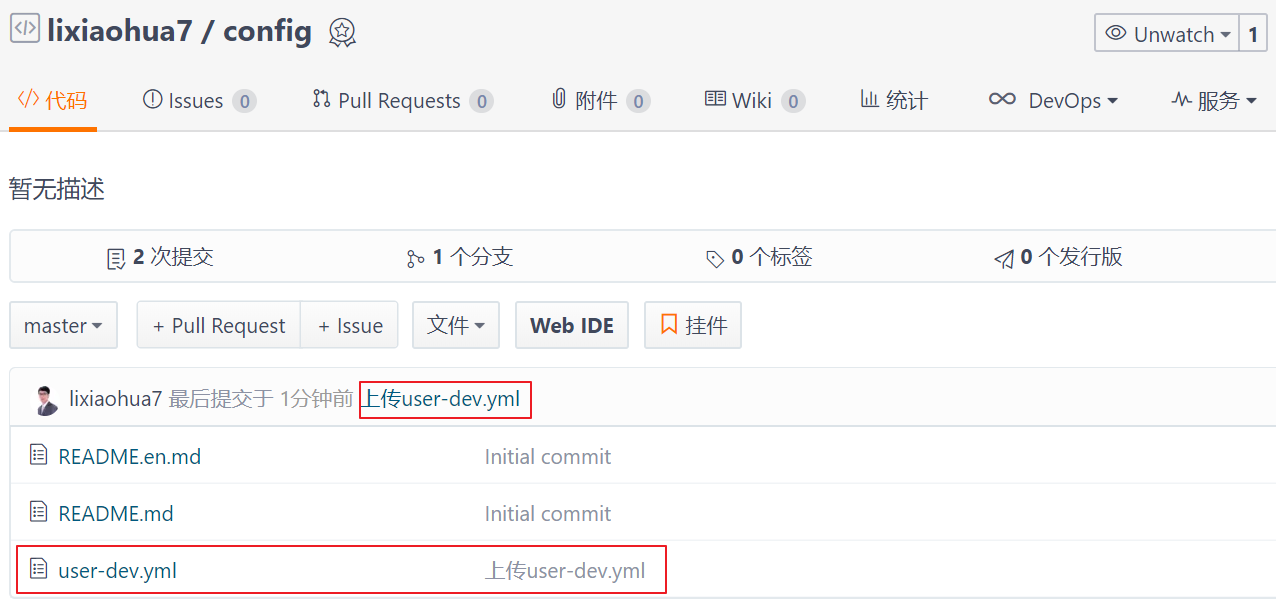 lixiaohua7 / config
Unwatch 1
代码 Issues 0 Pull Requests 0 附件 0 Wiki 0 统计 DevOps 服务
暂无描述
2 次提交 1 个分支 0 个标签 0 个发行版
master + Pull Request + Issue 文件 Web IDE 挂件
lixiaohua7 最后提交于 1分钟前 上传user-dev.yml
README.en.md Initial commit
README.md Initial commit
user-dev.yml 上传user-dev.yml